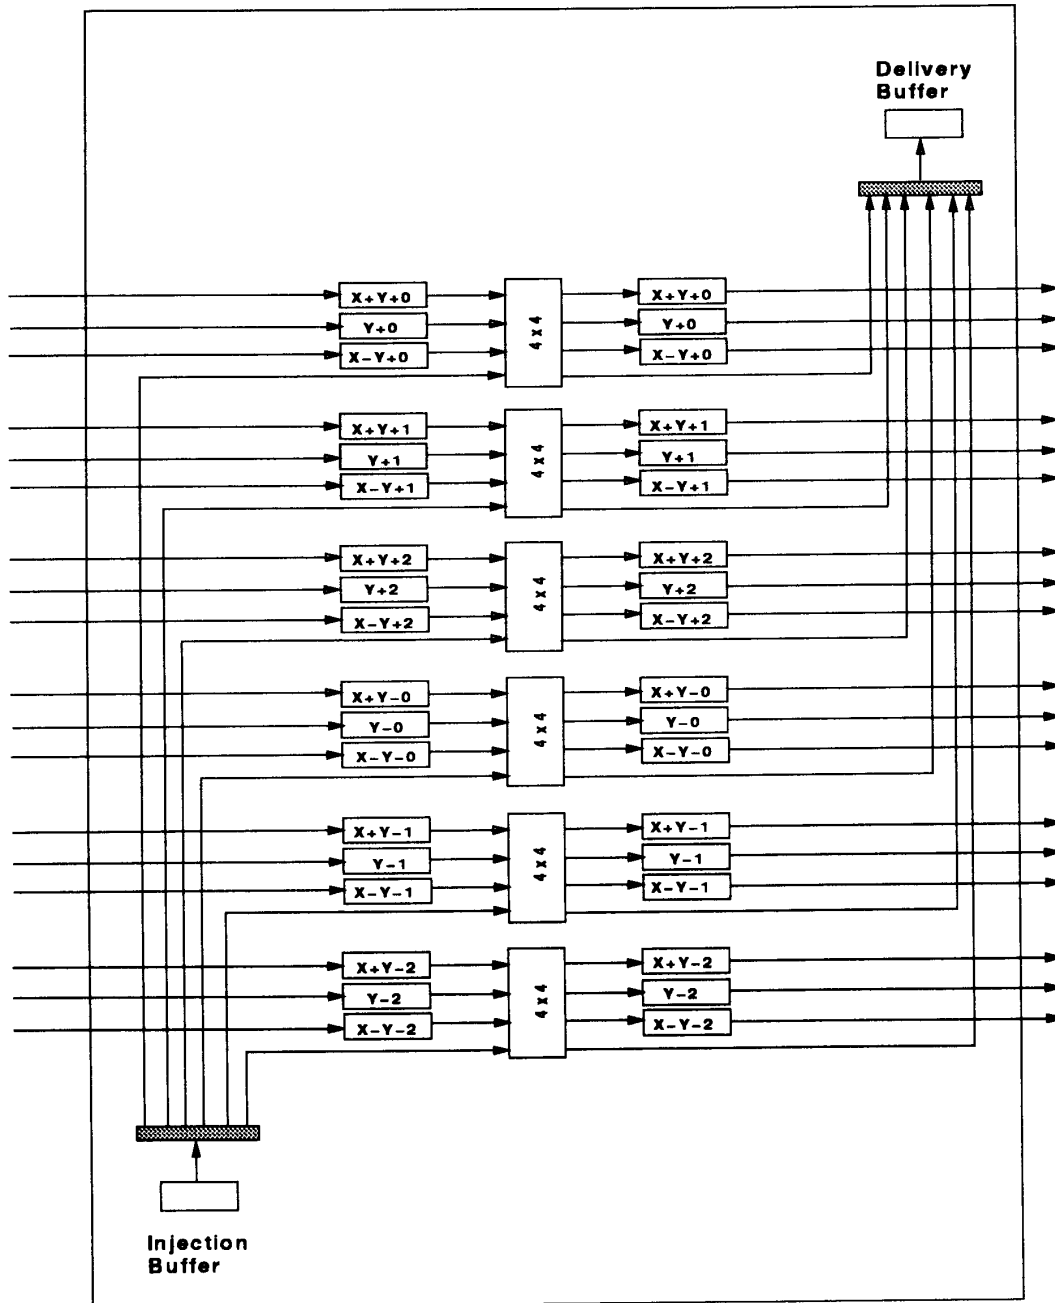 Delivery
Buffer
X+Y+0
X+Y+0
Y+0
4x4
Y+0
X-Y+0
X-Y+0
X+Y+1
X+Y+1
Y+1
4x4
Y+1
X-Y+1
X-Y+1
X+Y+2
X+Y+2
Y+2
4x4
Y+2
X-Y+2
X-Y+2
X+Y-0
X+Y-0
Y-0
4x4
Y-0
X-Y-0
X-Y-0
X+Y-1
X+Y-1
Y-1
4x4
Y-1
X-Y-1
X-Y-1
X+Y-2
X+Y-2
Y-2
4x4
Y-2
X-Y-2
X-Y-2
Injection
Buffer